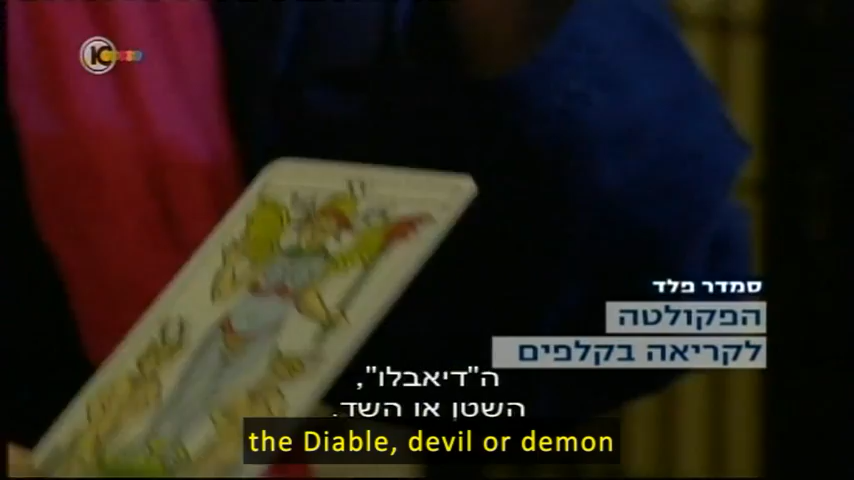 סמדר פלד
הפקולטה
לקריאה בקלפים
ה"דיאבלו",
השטן או השד.
the Diable, devil or demon